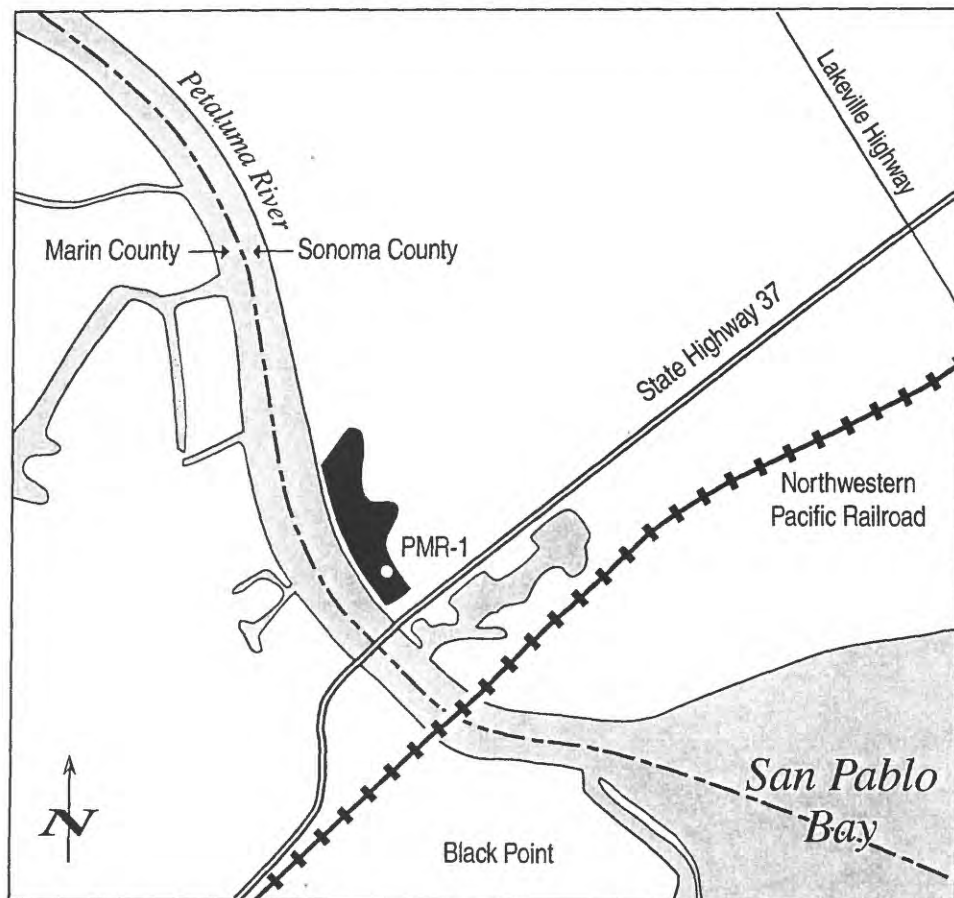 Petaluma River
Lakeville Highway
Marin County
Sonoma County
State Highway 37
Northwestern
Pacific Railroad
PMR-1
San Pablo
Bay
N
Black Point